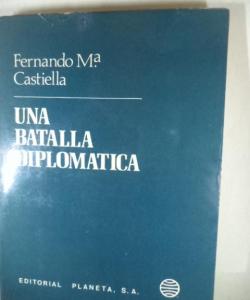 Fernando Mª
Castiella
UNA
BATALLA
DIPLOMATICA
EDITORIAL PLANETA, S.A.